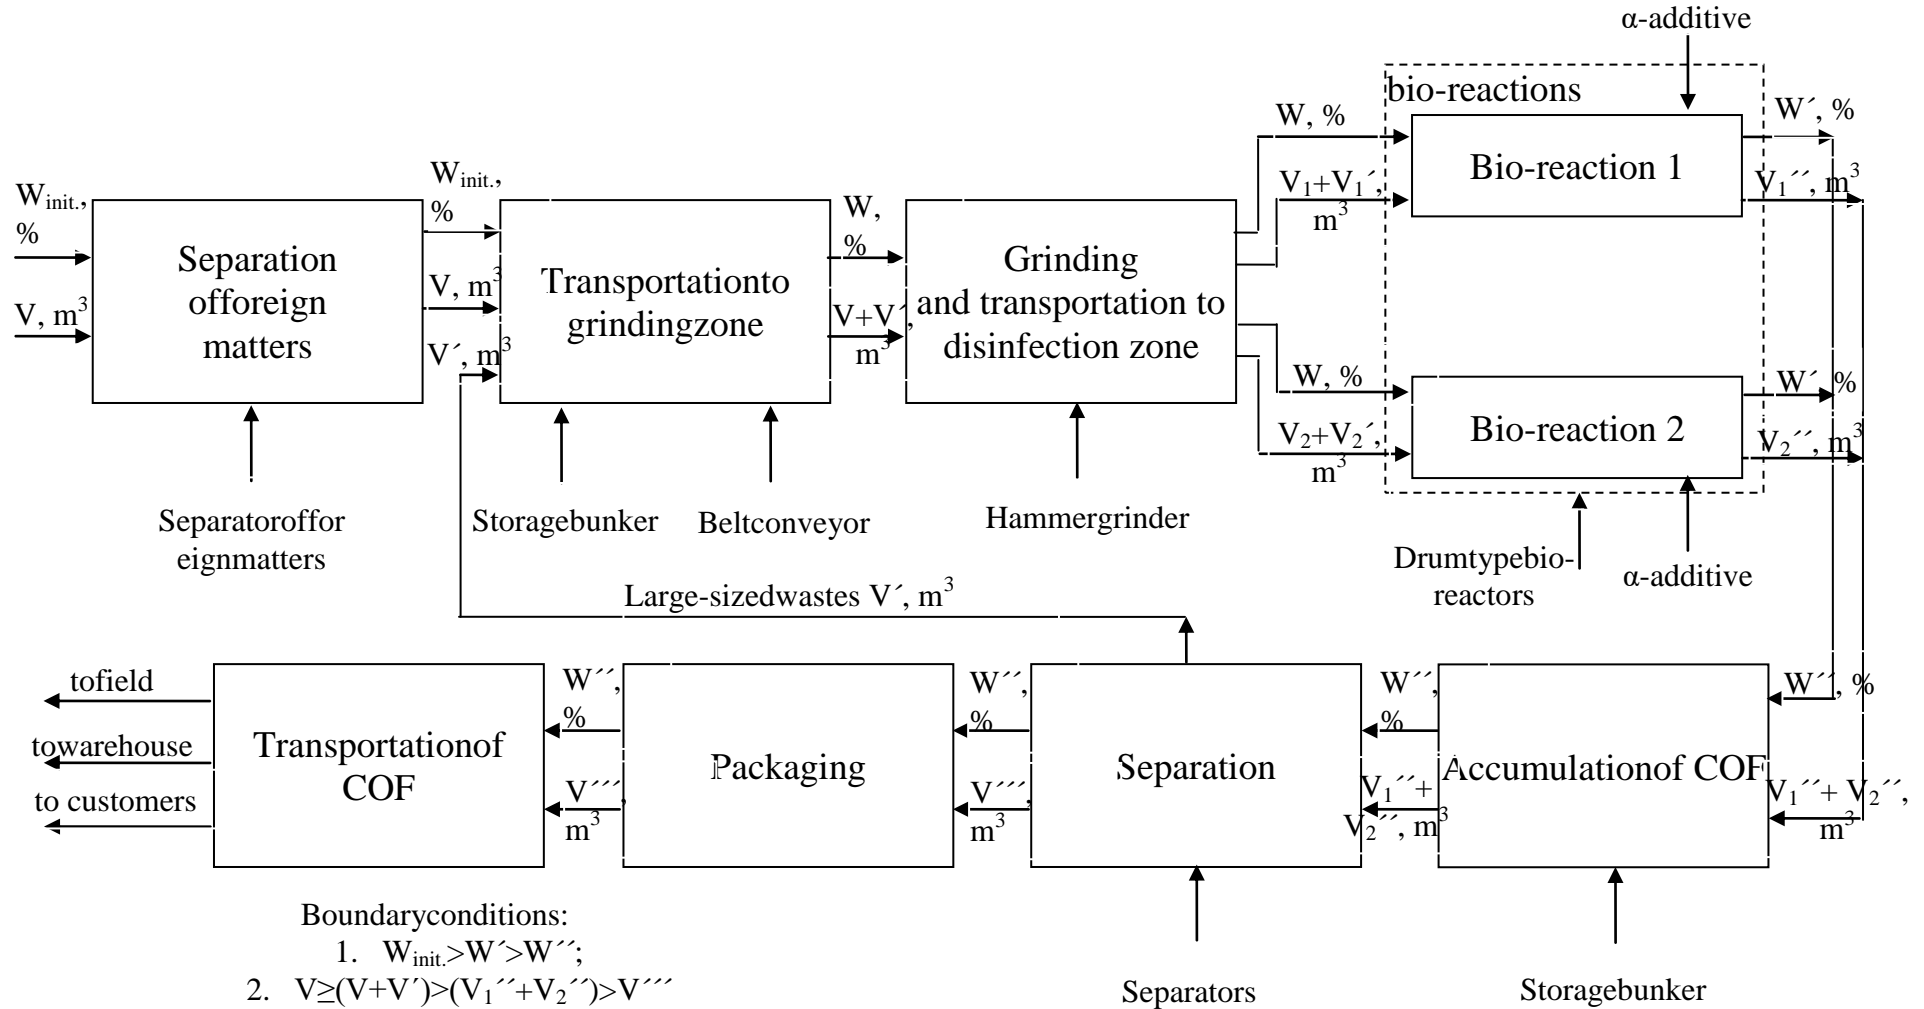 α-additive
bio-reactions
W, %
W´, %
Bio-reaction 1
V₁+V₁´,
m³
V₁´´, m³
W_init.,
%
V, m³
Separation
offoreign
matters
W_init.,
%
V, m³
V´, m³
Transportationto
grindingzone
W,
%
V+V´,
m³
Grinding
and transportation to
disinfection zone
W, %
V₂+V₂´,
m³
Bio-reaction 2
W´ %
V₂´´, m³
Separatoroffor
eignmatters
Storagebunker
Beltconveyor
Hammergrinder
Drumtypebio-
reactors
α-additive
Large-sizedwastes V´, m³
tofield
towarehouse
to customers
Transportationof
COF
W´´,
%
V´´´,
m³
Packaging
W´´,
%
V´´´,
m³
Separation
W´´,
%
V₁´´+
V₂´´, m³
Accumulationof COF
W´´, %
V₁´´+ V₂´´,
m³
Boundaryconditions:
1. W_init.>W´>W´´;
2. V≥(V+V´)>(V₁´´+V₂´´)>V´´´
Separators
Storagebunker